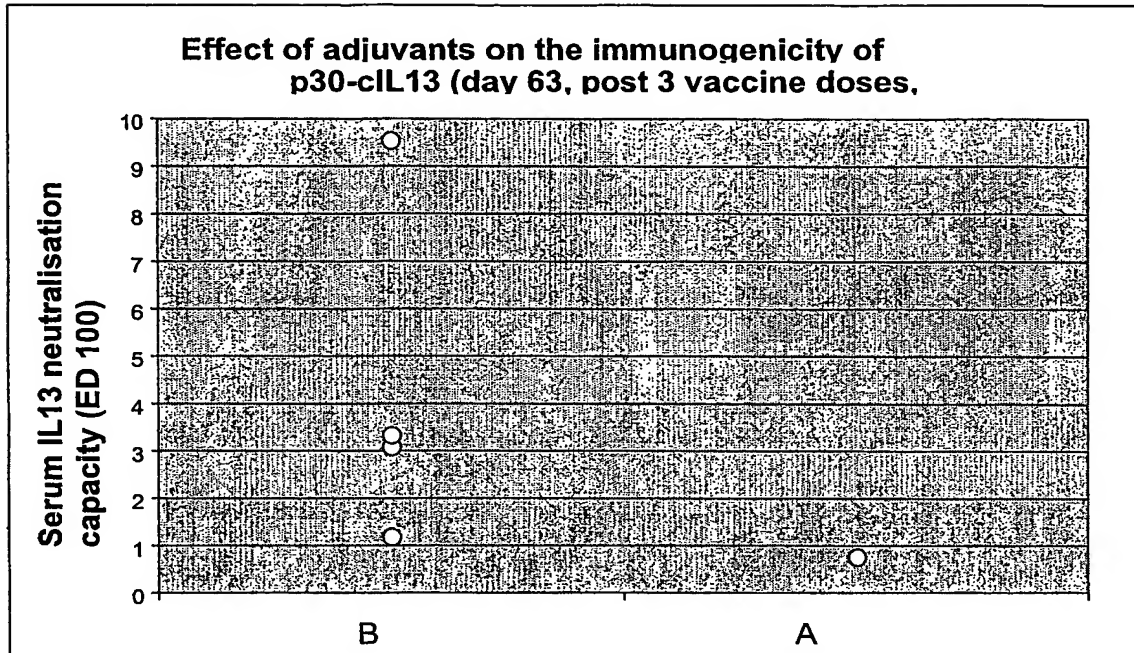 Effect of adjuvants on the immunogenicity of
p30-cIL13 (day 63, post 3 vaccine doses,
Serum IL13 neutralisation
capacity (ED 100)
10
9
8
7
6
5
4
3
2
1
0
B
A